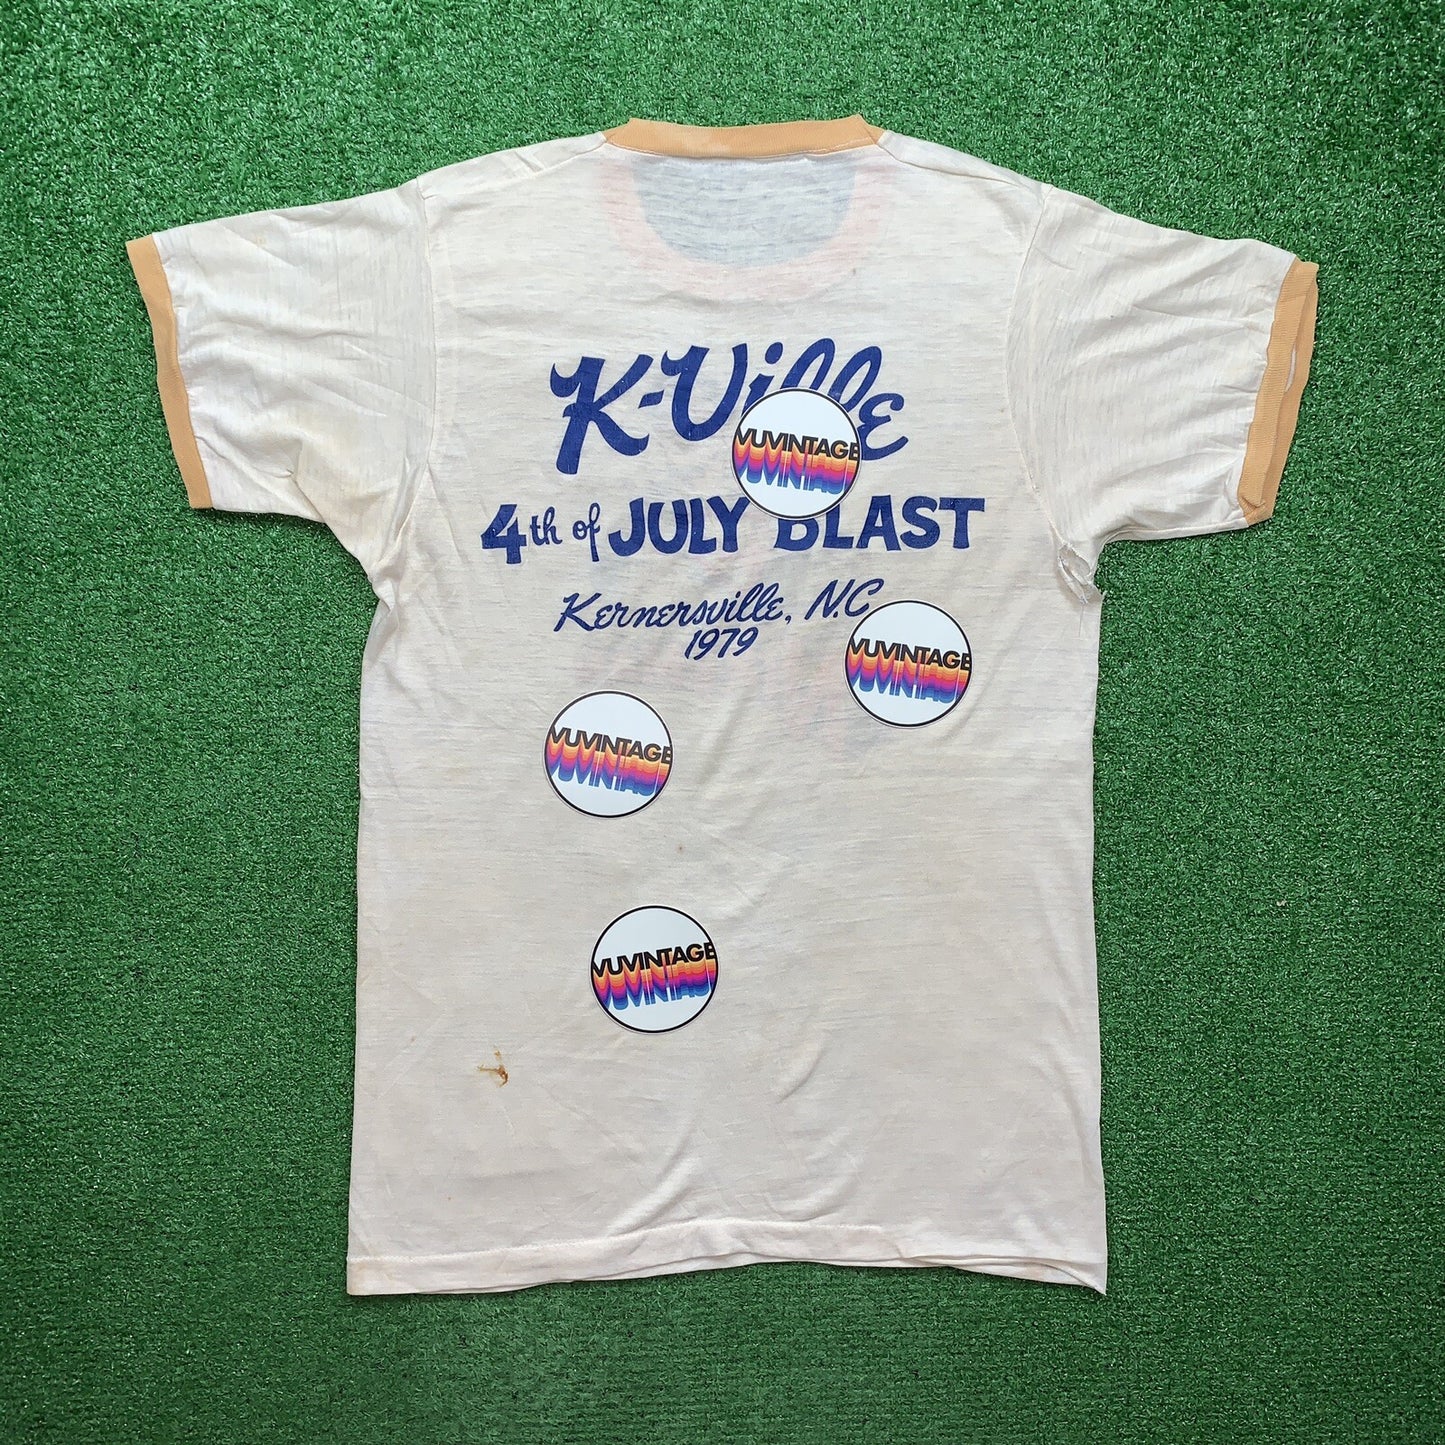 K-Ville
VUVINTAGE
4th of JULY BLAST
Kernersville, N.C
1979
VUVINTAGE
VUVINTAGE
VUVINTAGE